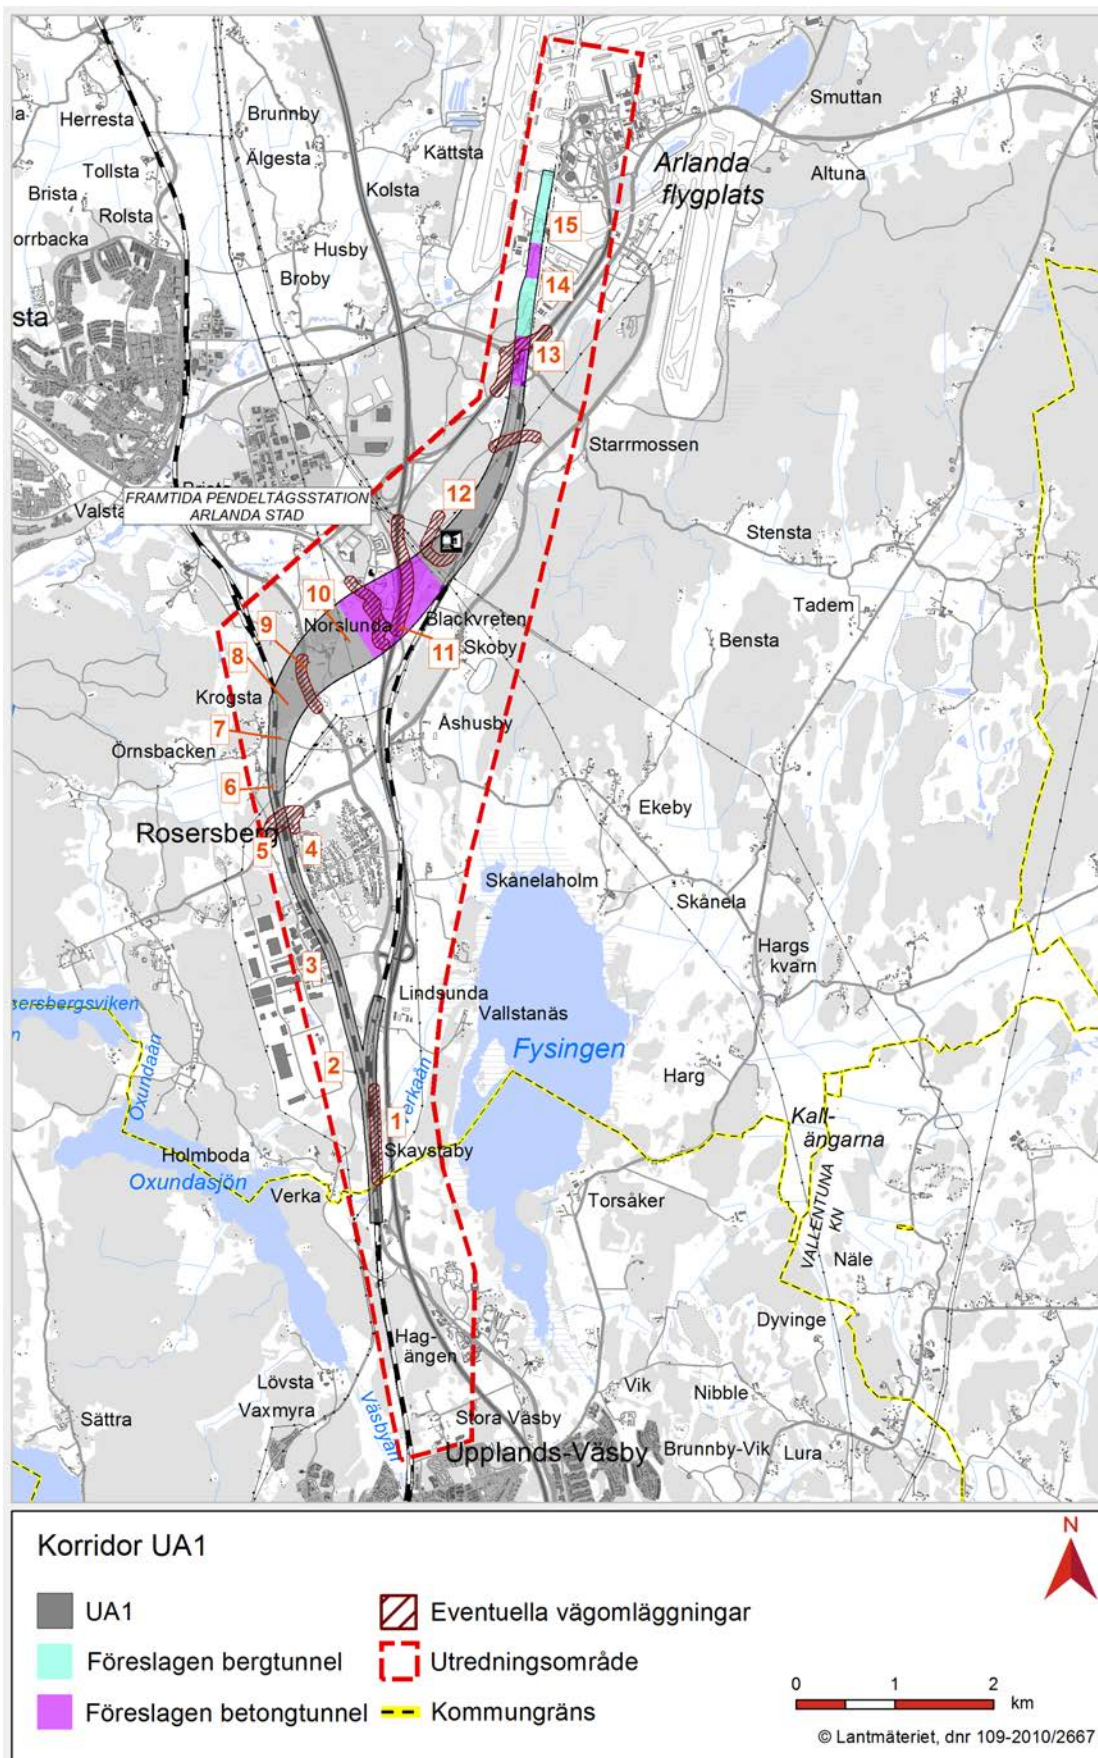 Smuttan
Herresta
Brunnby
Älgesta
Kättsta
Tollsta
Kolsta
Arlanda
flygplats
Altuna
Brista
Rolsta
orrbacka
Husby
Broby
15
14
sta
13
Starrmossen
12
FRAMTIDA PENDELTÅGSSTATION
ARLANDA STAD
Valsta
Stensta
10
Norslunda
Blackvreten
Tadem
9
11
Skoby
Bensta
8
Krogsta
7
Åshusby
Örnsbacken
6
Ekeby
Rosersberg
5
4
Skånelaholm
Skånela
Hargs
kvarn
3
Lindsunda
sersbergsviken
n
Vallstanäs
Fysingen
Oxundaån
2
Verkaån
Harg
1
Kall-
ängarna
Skavstaby
Holmboda
Oxundasjön
Verka
Torsåker
VALLENTUNA
KN
Näle
Dyvinge
Hag-
ängen
Lövsta
Vaxmyra
Väsbyån
Vik
Nibble
Sättra
Stora Väsby
Upplands-Väsby
Brunnby-Vik
Lura
Korridor UA1
N
UA1
Eventuella vägomläggningar
Föreslagen bergtunnel
Utredningsområde
Föreslagen betongtunnel
Kommungräns
0 1 2
km
© Lantmäteriet, dnr 109-2010/2667